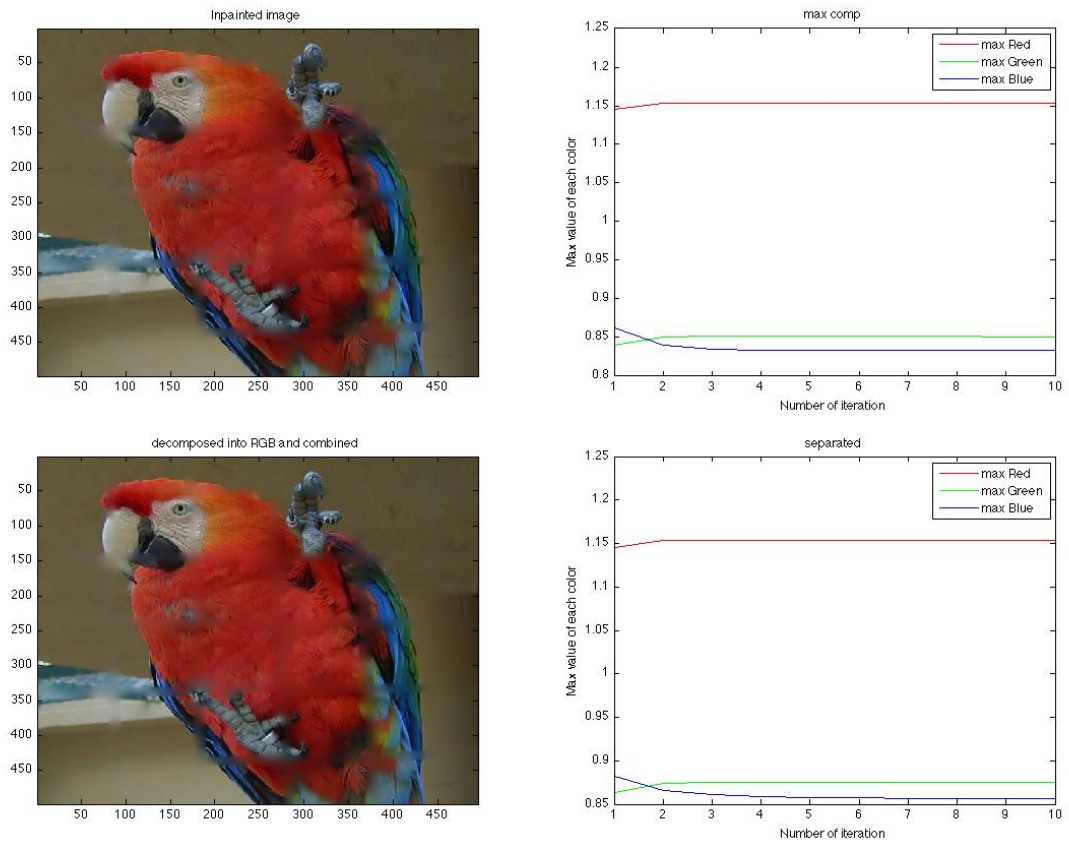 Inpainted image
50
100
150
200
250
300
350
400
450
50 100 150 200 250 300 350 400 450
max comp
Max value of each color
1.25
1.2
1.15
1.1
1.05
1
0.95
0.9
0.85
0.8
max Red
max Green
max Blue
1 2 3 4 5 6 7 8 9 10
Number of iteration
decomposed into RGB and combined
50
100
150
200
250
300
350
400
450
50 100 150 200 250 300 350 400 450
separated
Max value of each color
1.25
1.2
1.15
1.1
1.05
1
0.95
0.9
0.85
max Red
max Green
max Blue
1 2 3 4 5 6 7 8 9 10
Number of iteration